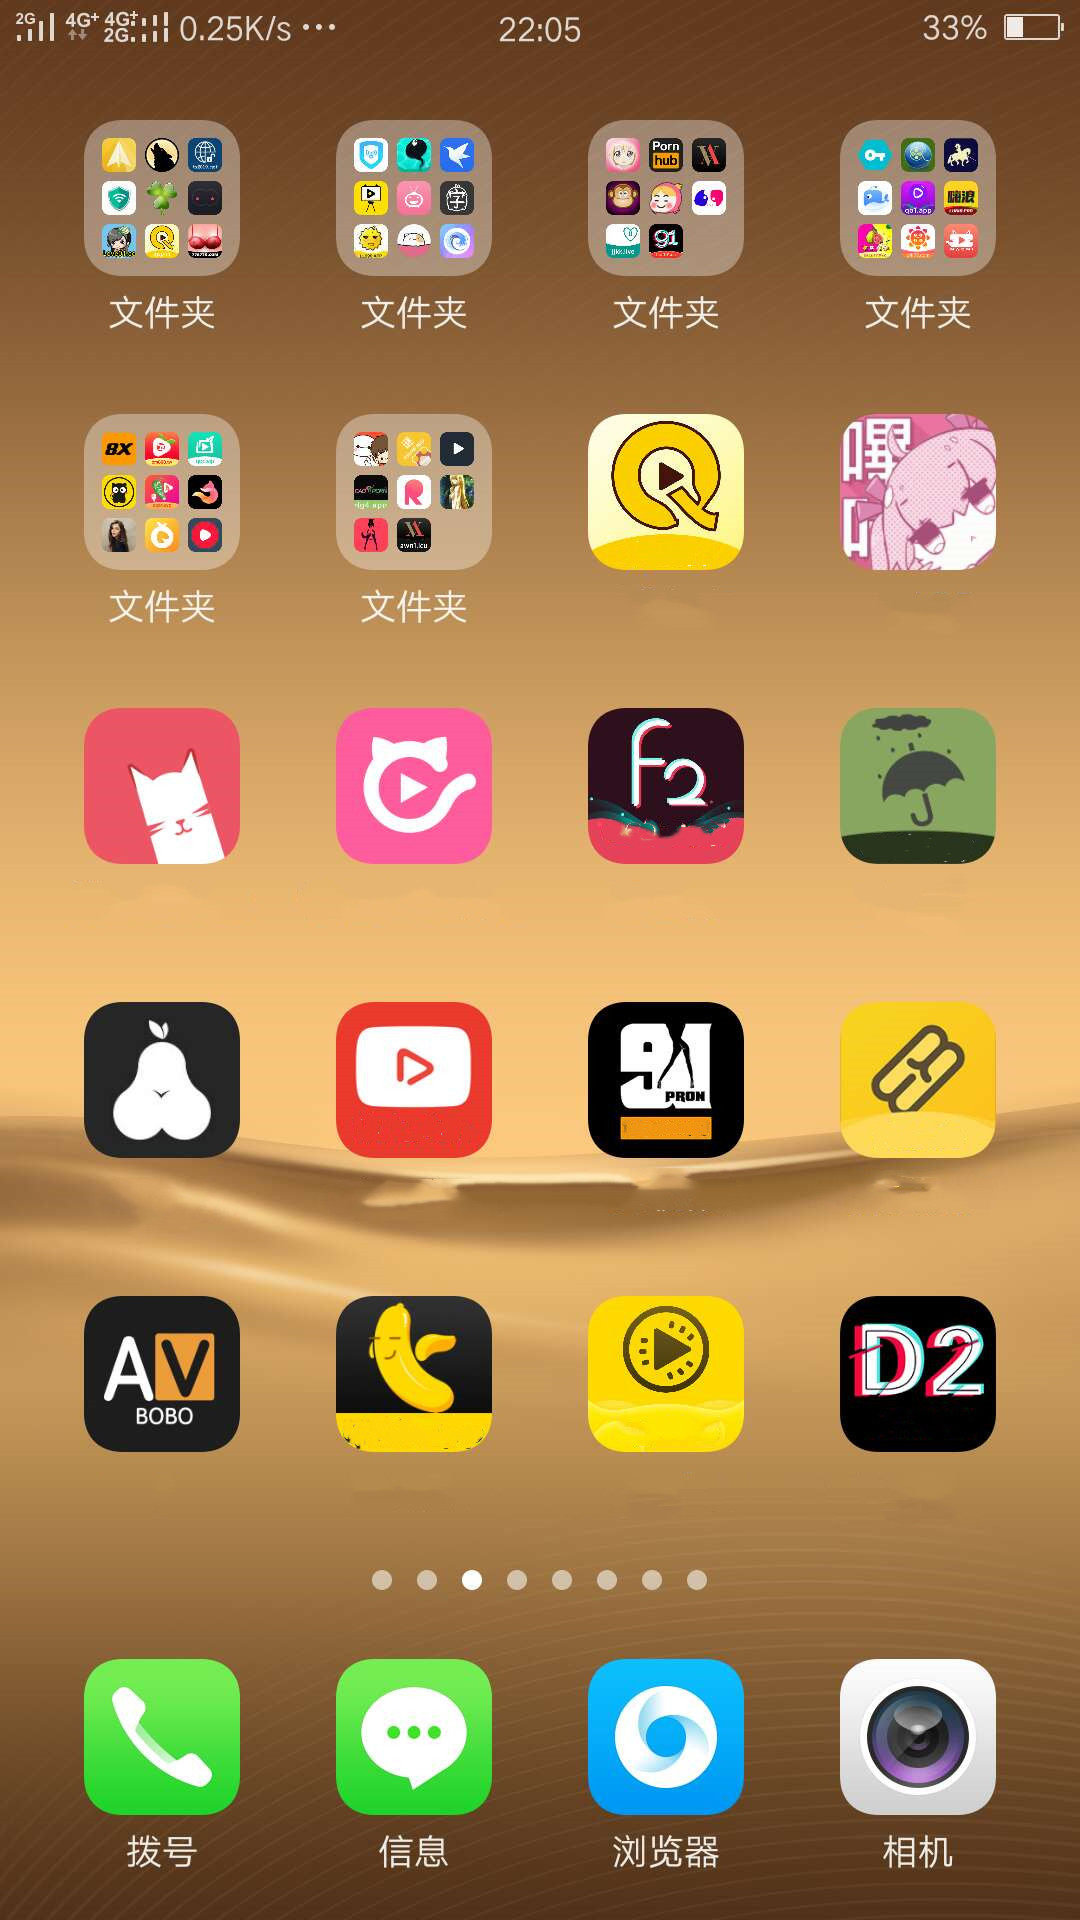 2G 4G+ 4G+ 2G 0.25K/s ··· 22:05 33%
Porn hub
91
文件夹 文件夹 文件夹 文件夹
8X
文件夹 文件夹
嗶
f2
91
PRON
AV
BOBO
D2
拨号 信息 浏览器 相机